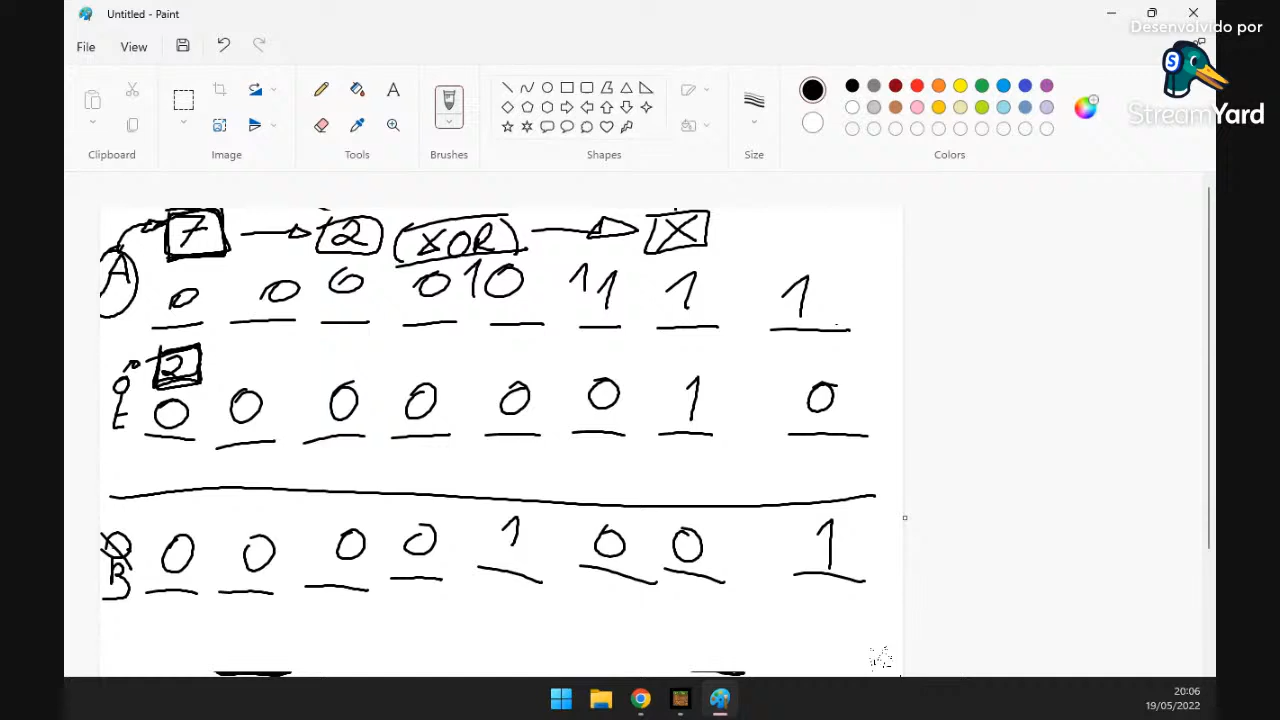 Untitled - Paint
Desenvolvido por
File View
StreamYard
Clipboard Image Tools Brushes Shapes Size Colors
A 7 2 XOR X
0 0 0 0 1 0 1 1 1 1
2
0 0 0 0 0 0 1 0
0 0 0 0 1 0 0 1
B
20:06
19/05/2022